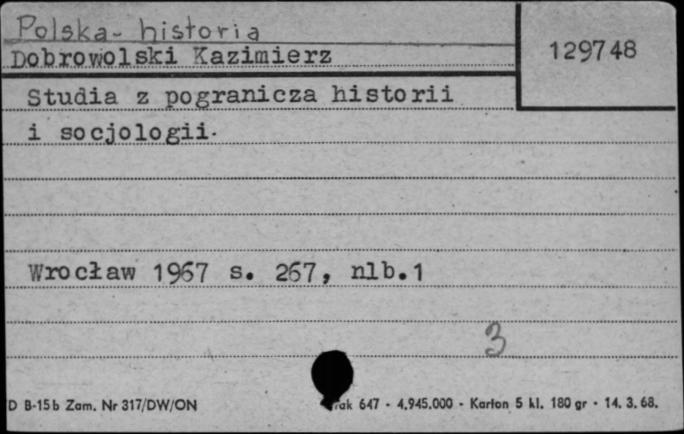 Polska- historia
129748
Dobrowolski Kazimierz
Studia z pogranicza historii
i socjologii.
Wrocław 1967 s. 267, nlb.1
3
D B-15b Zam. Nr 317/DW/ON
647 - 4.945.000 - Karton 5 kl. 180 gr - 14. 3. 68.